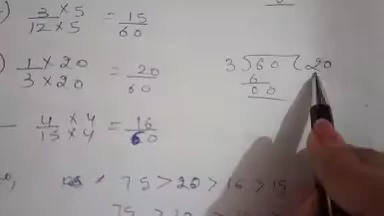 3 × 5 / 12 × 5 = 15 / 60
1 × 20 / 3 × 20 = 20 / 60
3 ) 60 ( 20
6
00
4 × 4 / 15 × 4 = 16 / 60
75 > 20 > 16 > 15